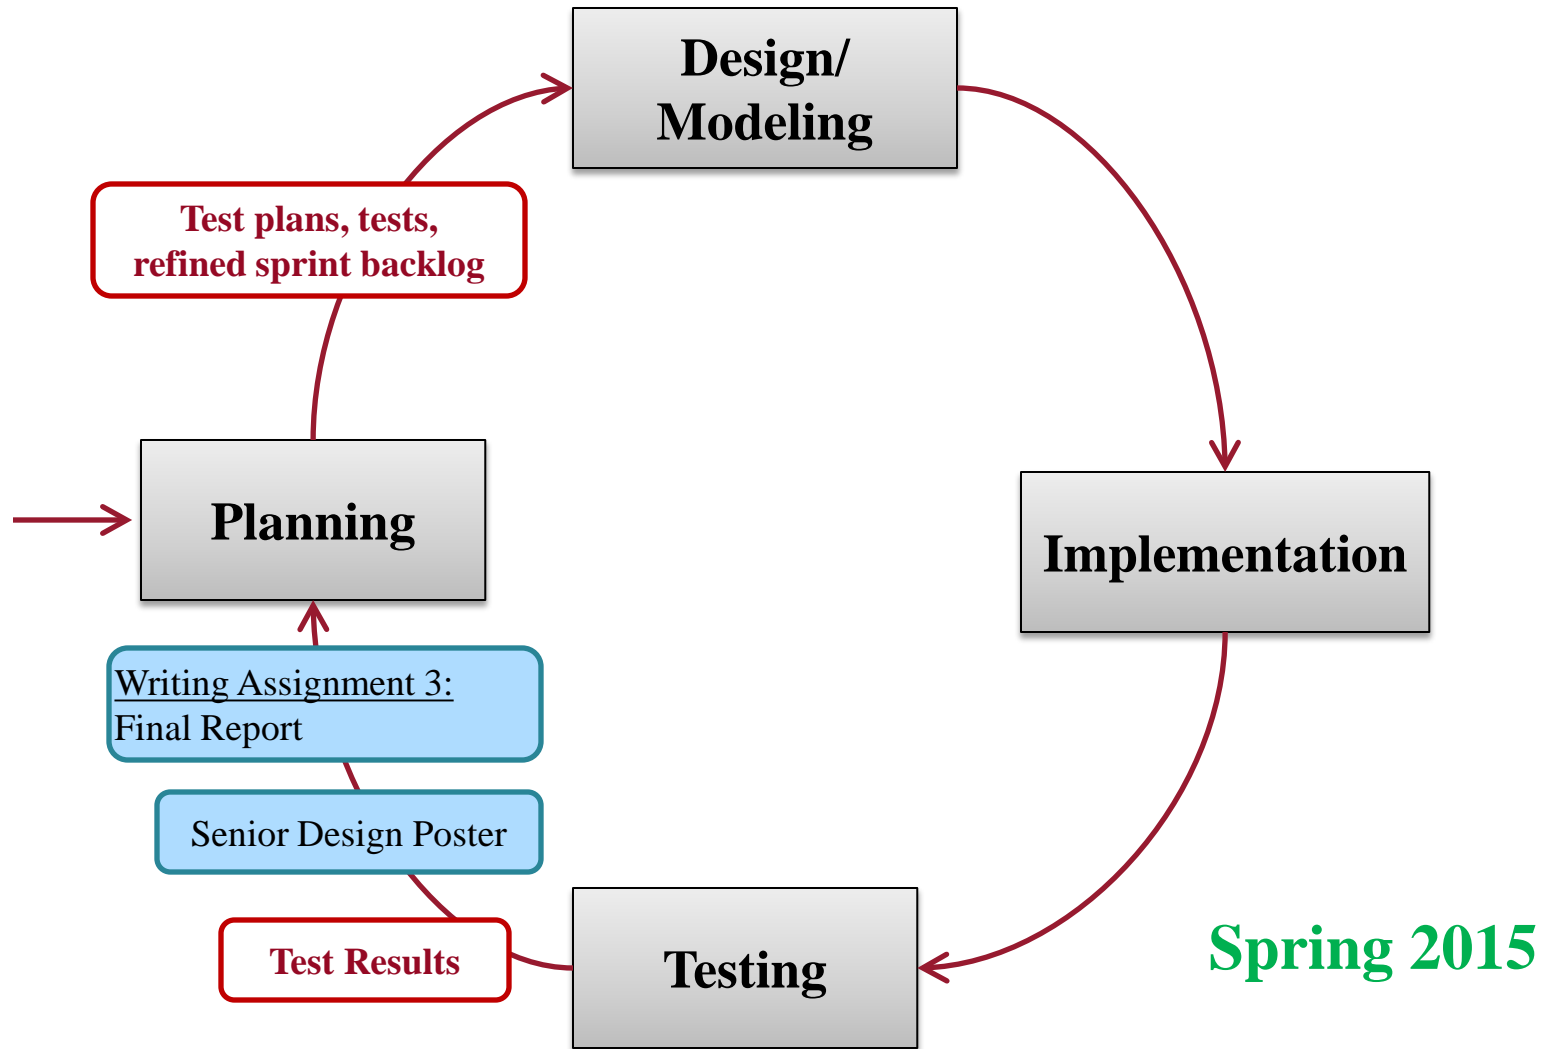 Design/
Modeling
Test plans, tests,
refined sprint backlog
Planning
Implementation
Writing Assignment 3:
Final Report
Senior Design Poster
Test Results
Testing
Spring 2015